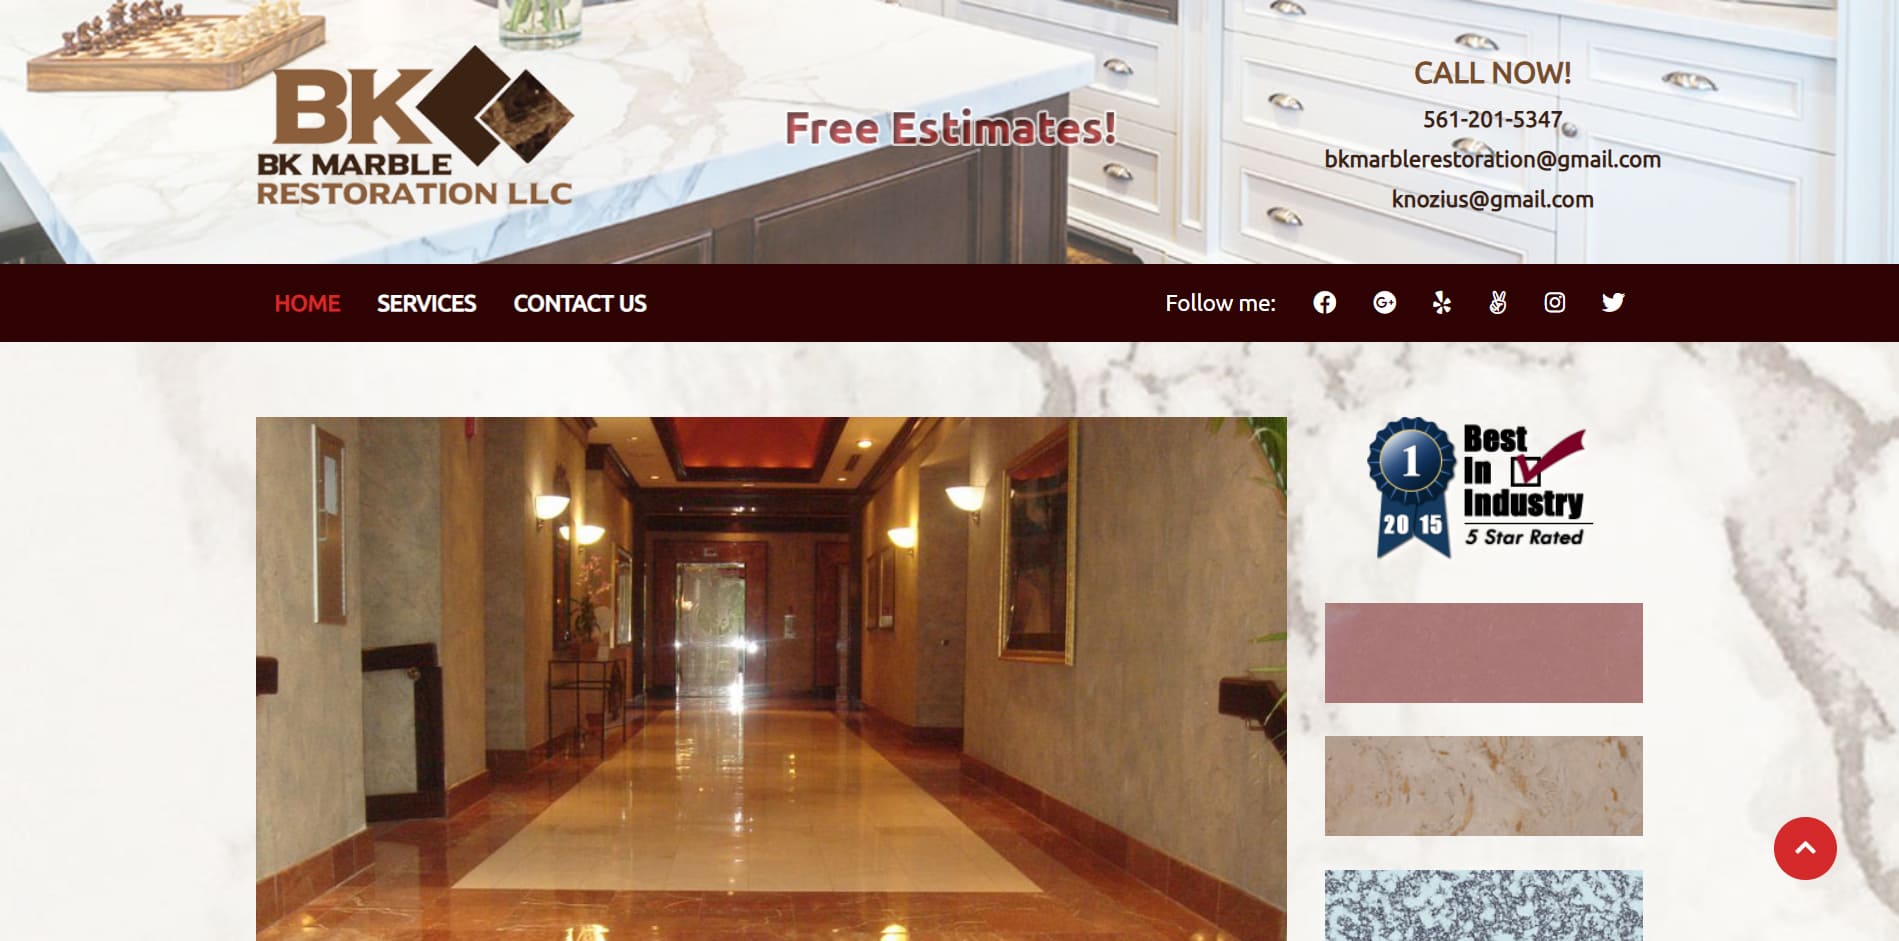 BK
BK MARBLE
RESTORATION LLC
Free Estimates!
CALL NOW!
561-201-5347
bkmarblerestoration@gmail.com
knozius@gmail.com
HOME SERVICES CONTACT US Follow me:
1
20 15
Best
In
Industry
5 Star Rated